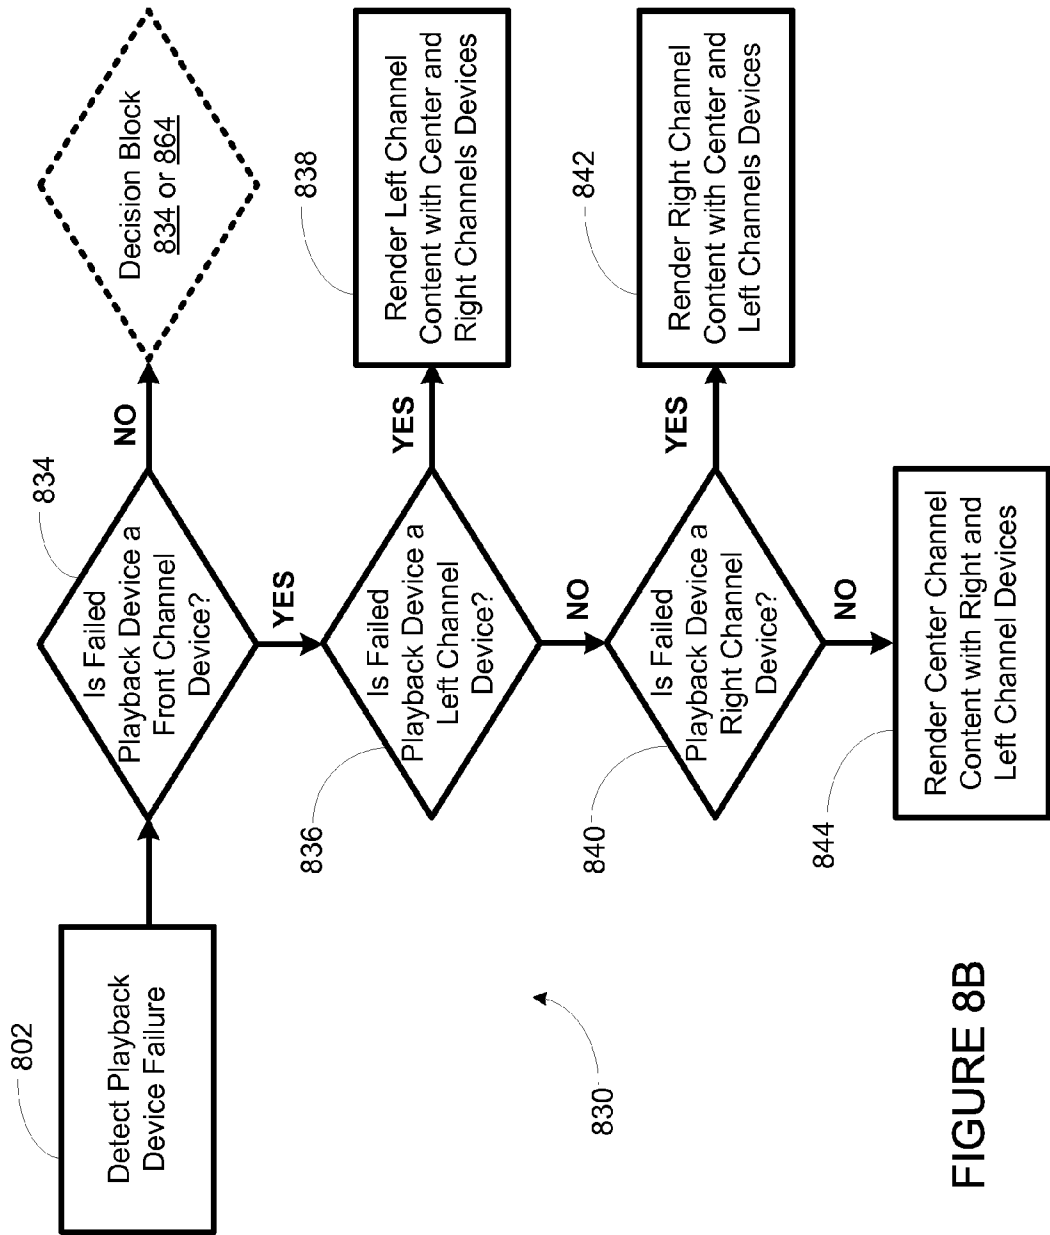 802
Detect Playback
Device Failure
834
Is Failed
Playback Device a
Front Channel
Device?
NO
Decision Block
834 or 864
YES
836
Is Failed
Playback Device a
Left Channel
Device?
YES
838
Render Left Channel
Content with Center and
Right Channels Devices
NO
840
Is Failed
Playback Device a
Right Channel
Device?
YES
842
Render Right Channel
Content with Center and
Left Channels Devices
NO
844
Render Center Channel
Content with Right and
Left Channel Devices
830
FIGURE 8B